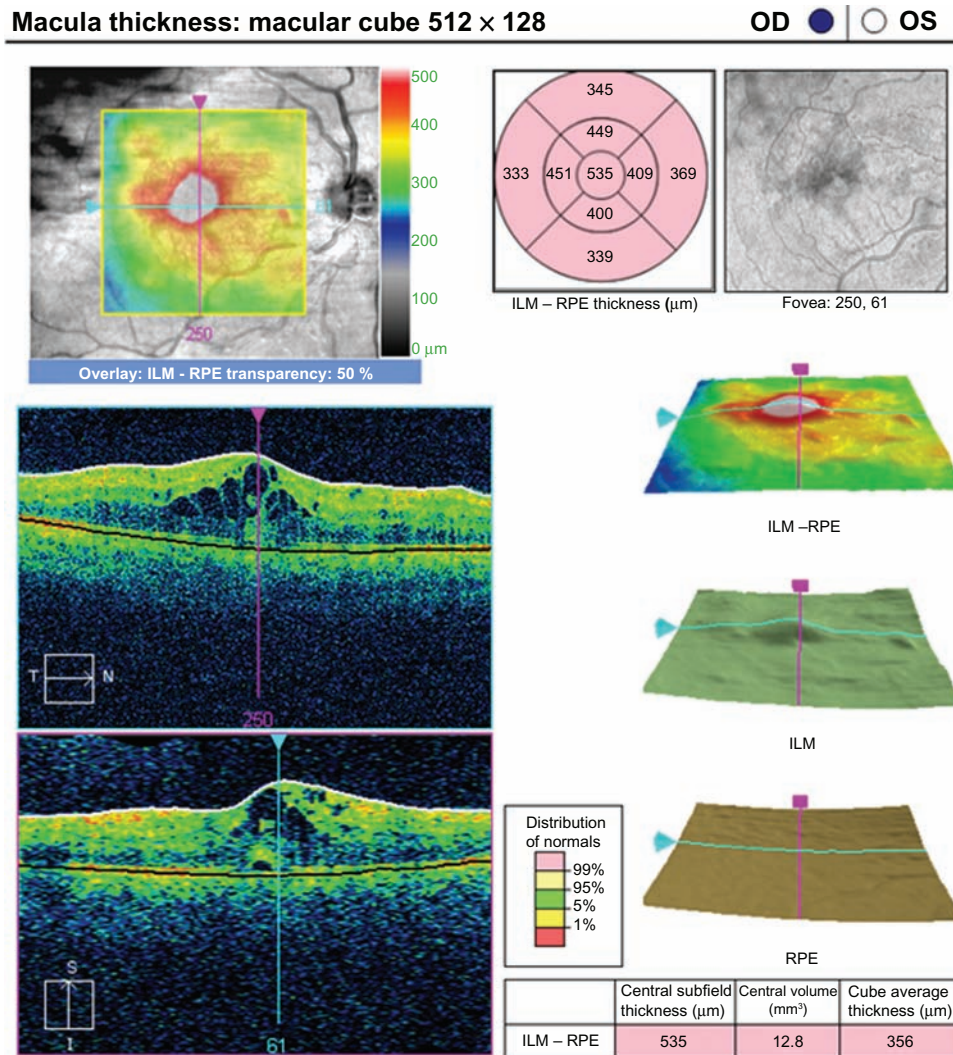 Macula thickness: macular cube 512 × 128
OD OS
500
400
300
200
100
0 μm
250
Overlay: ILM - RPE transparency: 50 %
345
449
333 451 535 409 369
400
339
ILM – RPE thickness (μm)
Fovea: 250, 61
ILM –RPE
T N
250
ILM
S
I
61
Distribution
of normals
99%
95%
5%
1%
RPE
Central subfield
thickness (μm)
Central volume
(mm³)
Cube average
thickness (μm)
ILM – RPE 535 12.8 356